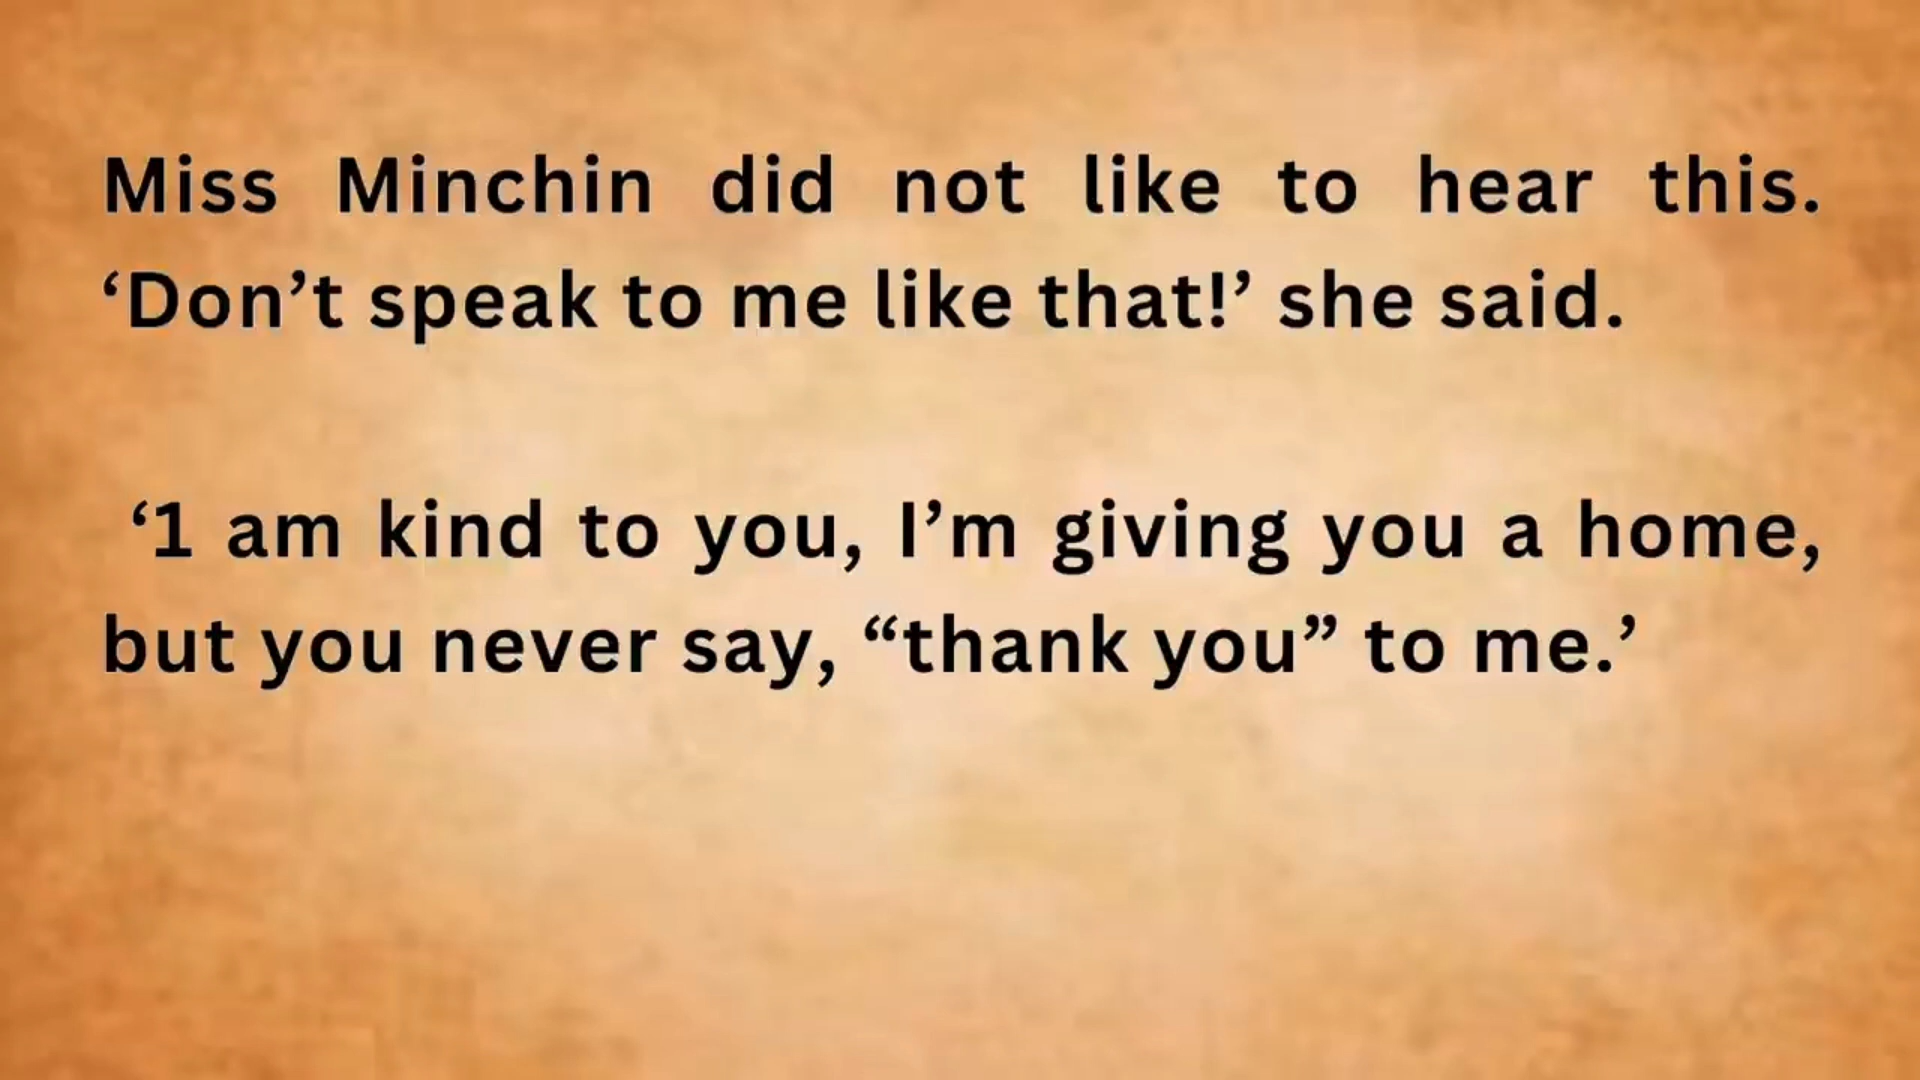 Miss Minchin did not like to hear this.
‘Don’t speak to me like that!’ she said.
‘1 am kind to you, I’m giving you a home,
but you never say, “thank you” to me.’